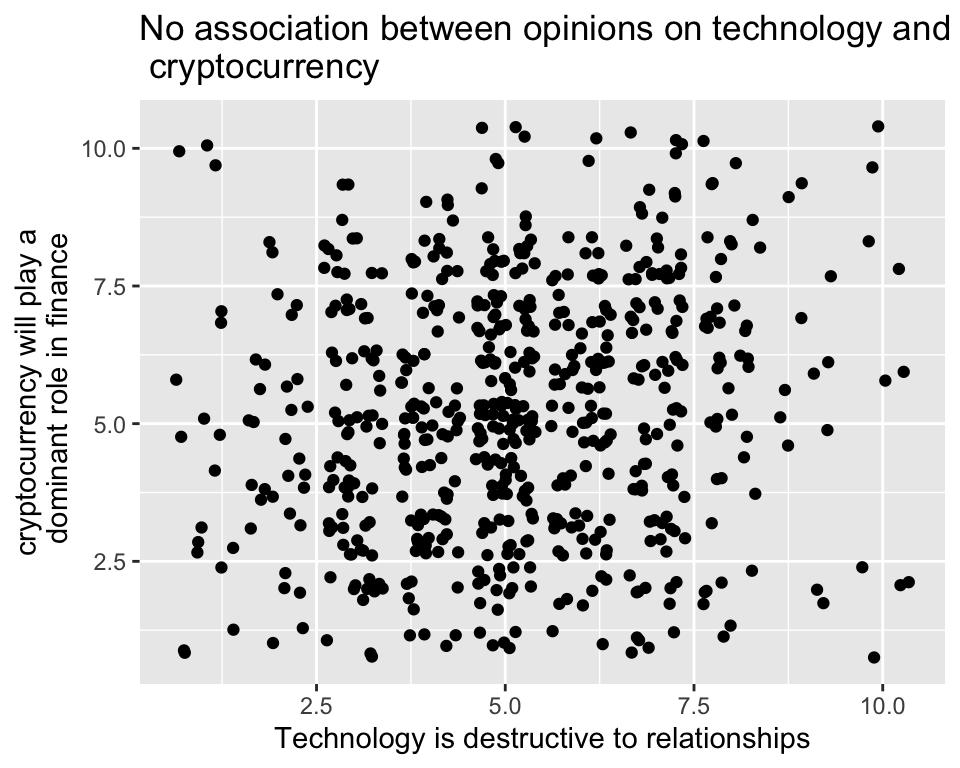 No association between opinions on technology and
cryptocurrency
cryptocurrency will play a
dominant role in finance
10.0
7.5
5.0
2.5
2.5
5.0
7.5
10.0
Technology is destructive to relationships